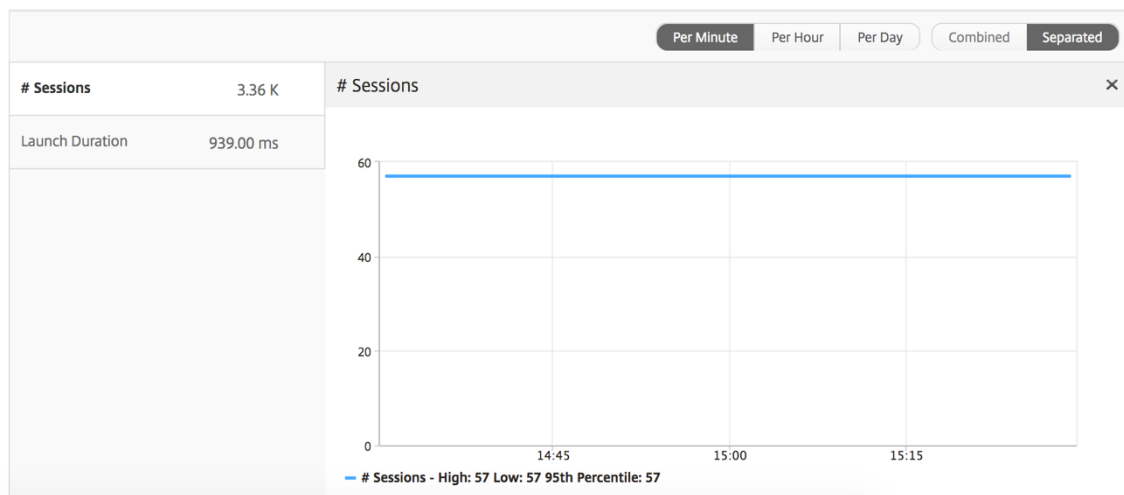 Per Minute Per Hour Per Day Combined Separated
# Sessions 3.36 K
Launch Duration 939.00 ms
# Sessions ×
60
40
20
0
14:45 15:00 15:15
# Sessions - High: 57 Low: 57 95th Percentile: 57